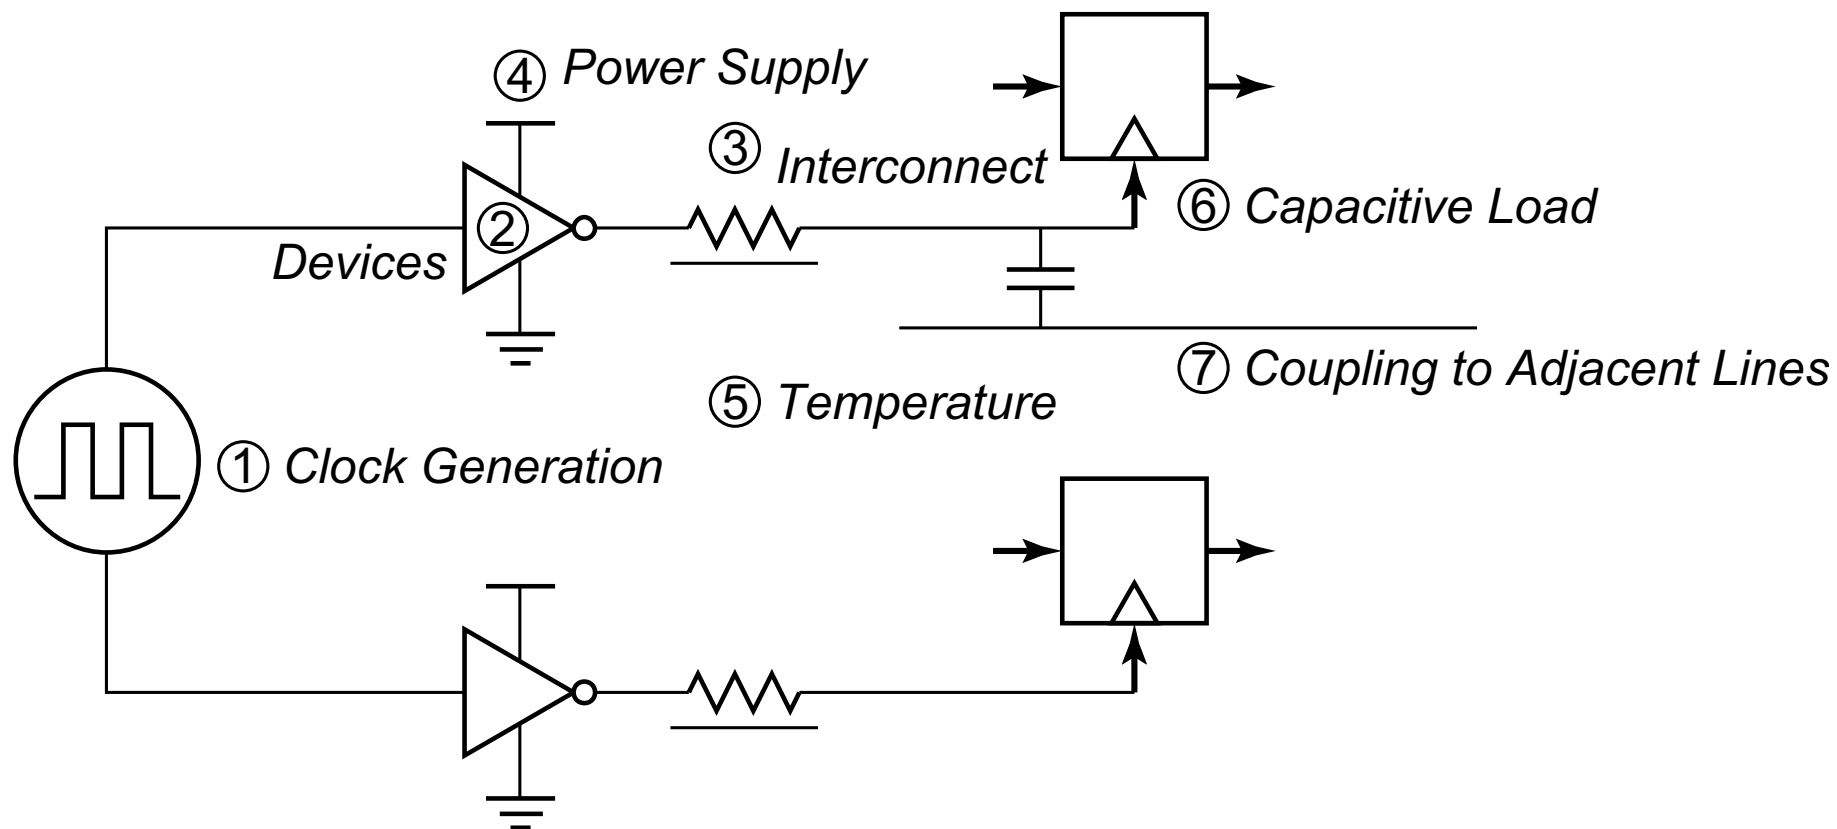 ④ Power Supply
③ Interconnect
② 
⑥ Capacitive Load
Devices
⑦ Coupling to Adjacent Lines
⑤ Temperature
① Clock Generation